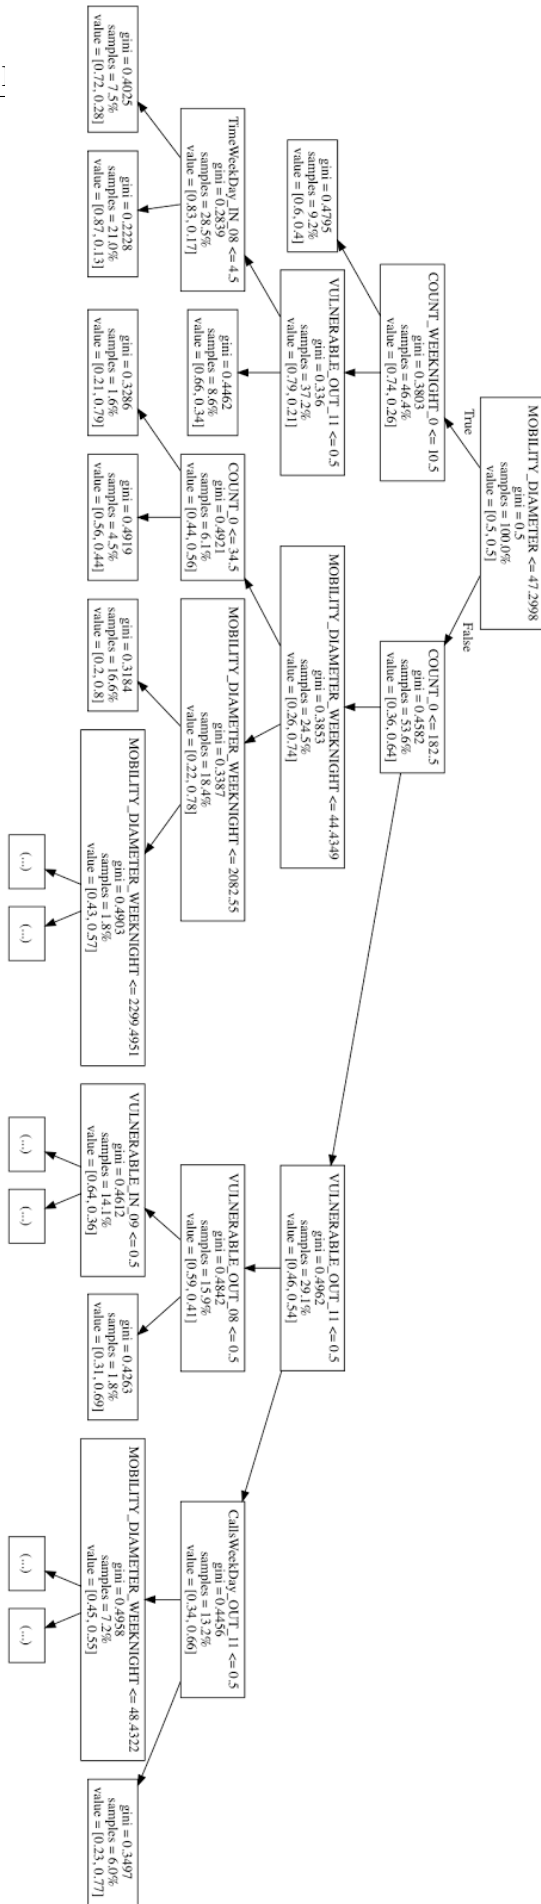 MOBILITY_DIAMETER <= 47.2998
gini = 0.5
samples = 100.0%
value = [0.5, 0.5]
True
False
COUNT_WEEKNIGHT_0 <= 10.5
gini = 0.3803
samples = 46.4%
value = [0.74, 0.26]
COUNT_0 <= 182.5
gini = 0.4582
samples = 53.6%
value = [0.36, 0.64]
gini = 0.4795
samples = 9.2%
value = [0.6, 0.4]
VULNERABLE_OUT_11 <= 0.5
gini = 0.336
samples = 37.2%
value = [0.79, 0.21]
MOBILITY_DIAMETER_WEEKNIGHT <= 44.4349
gini = 0.3853
samples = 24.5%
value = [0.26, 0.74]
VULNERABLE_OUT_11 <= 0.5
gini = 0.4962
samples = 29.1%
value = [0.46, 0.54]
TimeWeekDay_IN_08 <= 4.5
gini = 0.2839
samples = 28.5%
value = [0.83, 0.17]
gini = 0.4462
samples = 8.6%
value = [0.66, 0.34]
COUNT_0 <= 34.5
gini = 0.4921
samples = 6.1%
value = [0.44, 0.56]
MOBILITY_DIAMETER_WEEKNIGHT <= 2082.55
gini = 0.3387
samples = 18.4%
value = [0.22, 0.78]
VULNERABLE_OUT_08 <= 0.5
gini = 0.4842
samples = 15.9%
value = [0.59, 0.41]
CallsWeekDay_OUT_11 <= 0.5
gini = 0.4456
samples = 13.2%
value = [0.34, 0.66]
gini = 0.4025
samples = 7.5%
value = [0.72, 0.28]
gini = 0.2228
samples = 21.0%
value = [0.87, 0.13]
gini = 0.3286
samples = 1.6%
value = [0.21, 0.79]
gini = 0.4919
samples = 4.5%
value = [0.56, 0.44]
gini = 0.3184
samples = 16.6%
value = [0.2, 0.8]
MOBILITY_DIAMETER_WEEKNIGHT <= 2299.4951
gini = 0.4903
samples = 1.8%
value = [0.43, 0.57]
VULNERABLE_IN_09 <= 0.5
gini = 0.4612
samples = 14.1%
value = [0.64, 0.36]
gini = 0.4263
samples = 1.8%
value = [0.31, 0.69]
MOBILITY_DIAMETER_WEEKNIGHT <= 48.4322
gini = 0.4958
samples = 7.2%
value = [0.45, 0.55]
gini = 0.3497
samples = 6.0%
value = [0.23, 0.77]
(...)
(...)
(...)
(...)
(...)
(...)